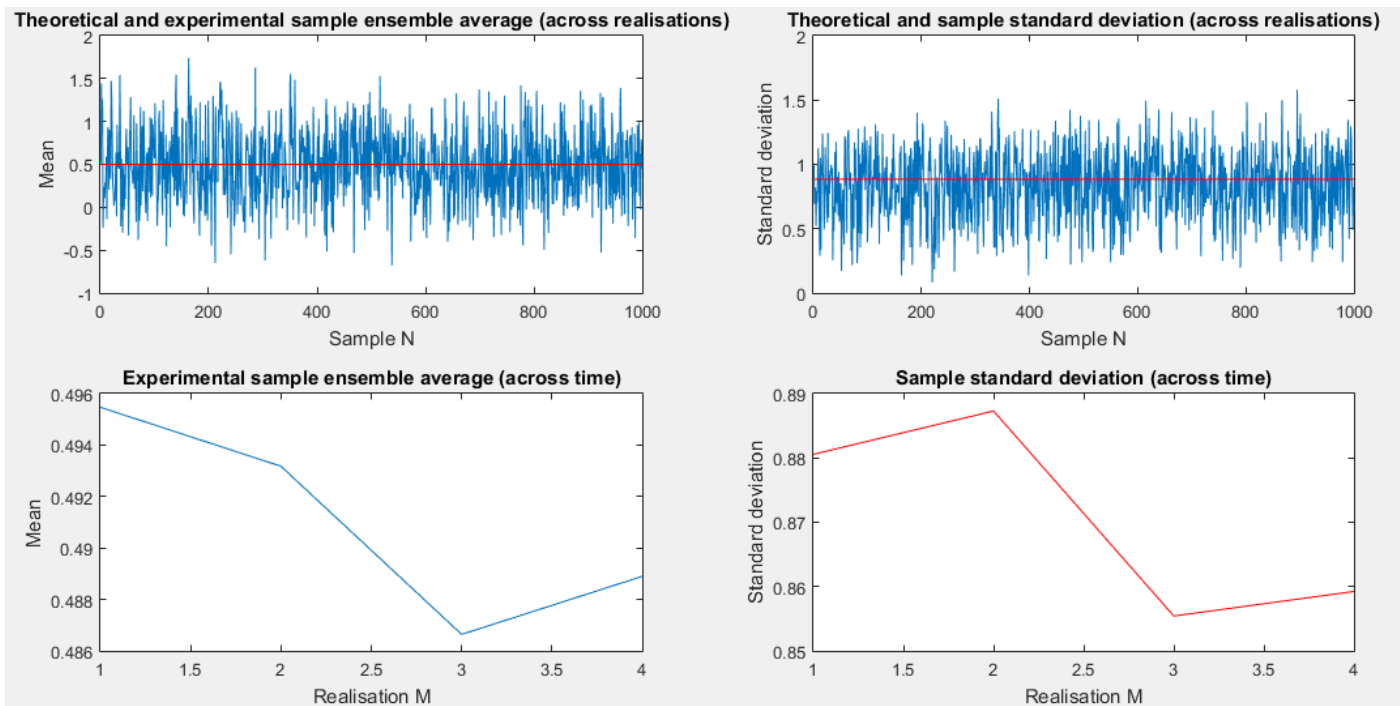 Theoretical and experimental sample ensemble average (across realisations)
2
1.5
1
0.5
0
-0.5
-1
Mean
0 200 400 600 800 1000
Sample N
Theoretical and sample standard deviation (across realisations)
2
1.5
1
0.5
0
Standard deviation
0 200 400 600 800 1000
Sample N
Experimental sample ensemble average (across time)
0.496
0.494
0.492
0.49
0.488
0.486
Mean
1 1.5 2 2.5 3 3.5 4
Realisation M
Sample standard deviation (across time)
0.89
0.88
0.87
0.86
0.85
Standard deviation
1 1.5 2 2.5 3 3.5 4
Realisation M